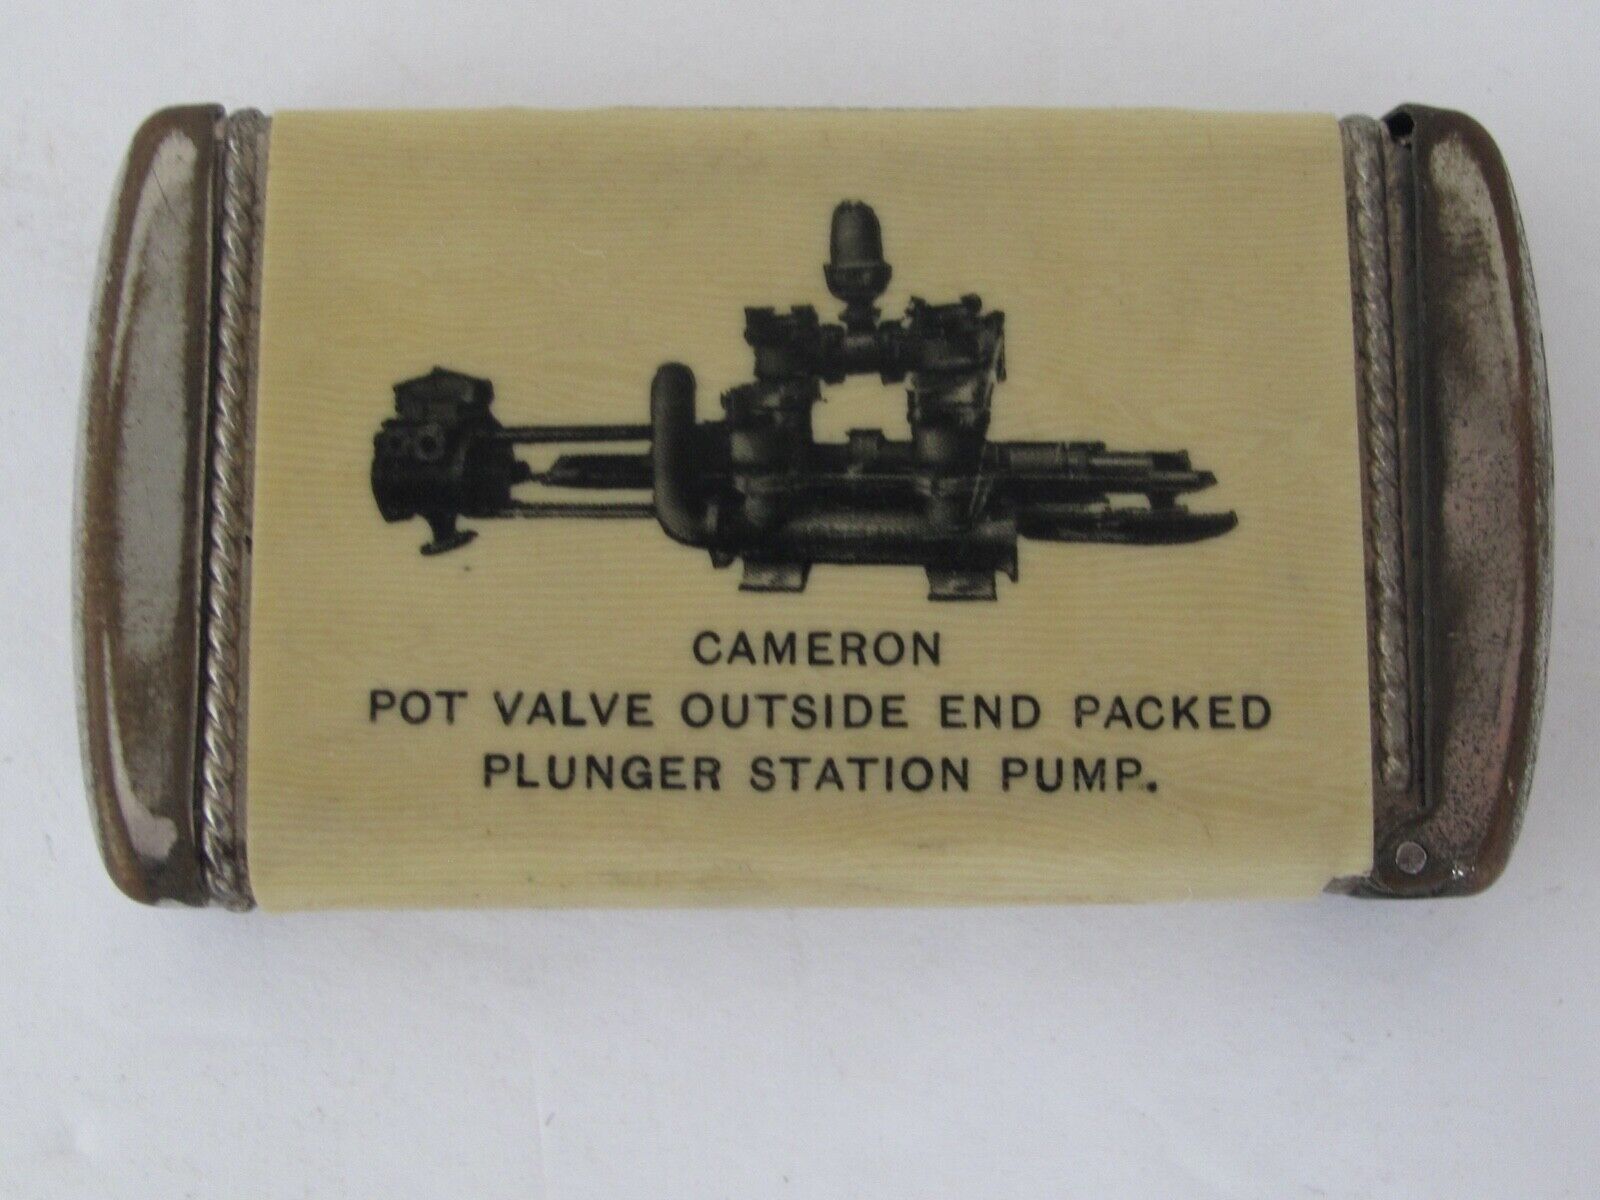 CAMERON
POT VALVE OUTSIDE END PACKED
PLUNGER STATION PUMP.